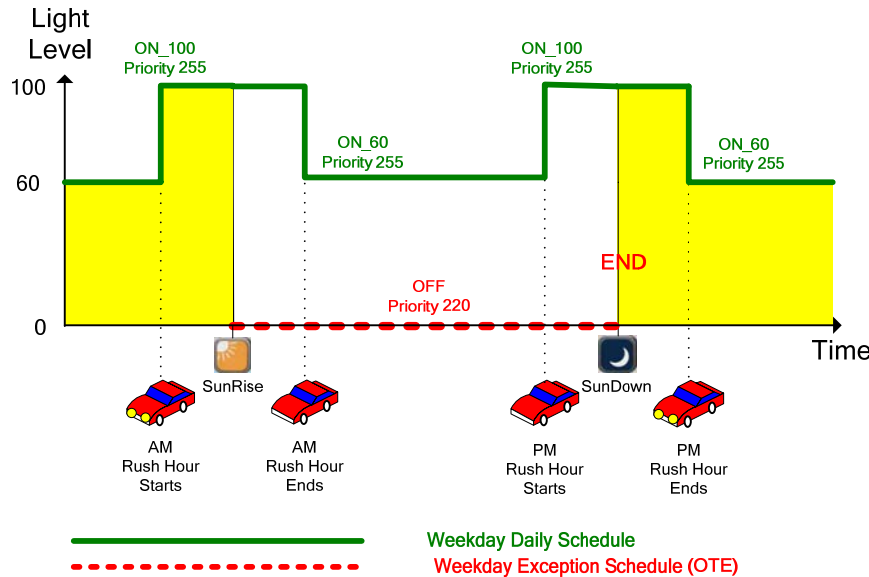 Light
Level
ON_100
Priority 255
ON_100
Priority 255
100
ON_60
Priority 255
ON_60
Priority 255
60
END
OFF
Priority 220
0
Time
SunRise
SunDown
AM
Rush Hour
Starts
AM
Rush Hour
Ends
PM
Rush Hour
Starts
PM
Rush Hour
Ends
Weekday Daily Schedule
Weekday Exception Schedule (OTE)